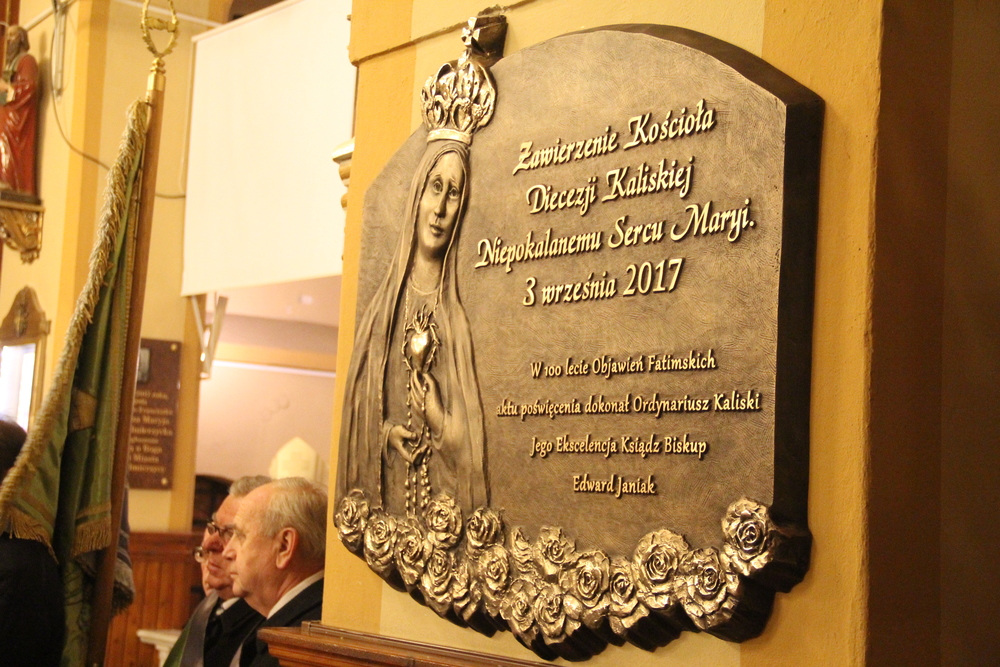 Zawierzenie Kościoła
Diecezji Kaliskiej
Niepokalanemu Sercu Maryi.
3 września 2017
W 100 lecie Objawień Fatimskich
aktu poświęcenia dokonał Ordynariusz Kaliski
Jego Ekscelencja Ksiądz Biskup
Edward Janiak